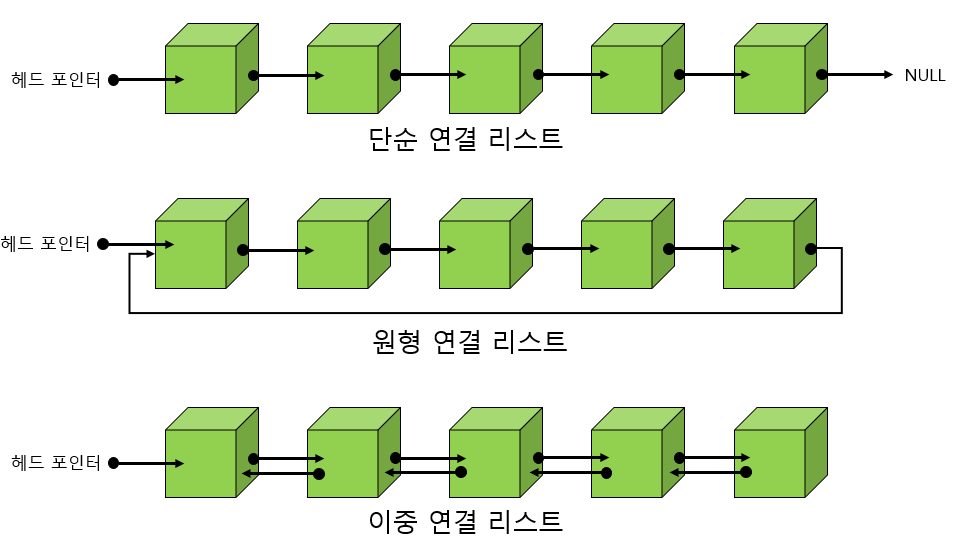 헤드 포인터
NULL
단순 연결 리스트
헤드 포인터
원형 연결 리스트
헤드 포인터
이중 연결 리스트